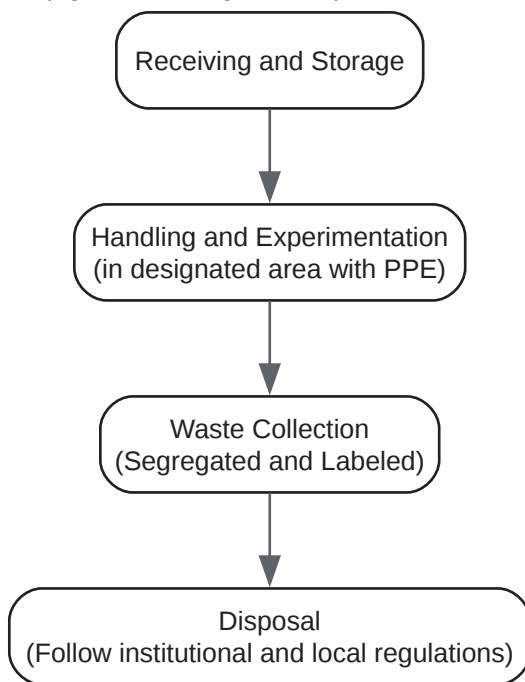 Receiving and Storage
Handling and Experimentation
(in designated area with PPE)
Waste Collection
(Segregated and Labeled)
Disposal
(Follow institutional and local regulations)